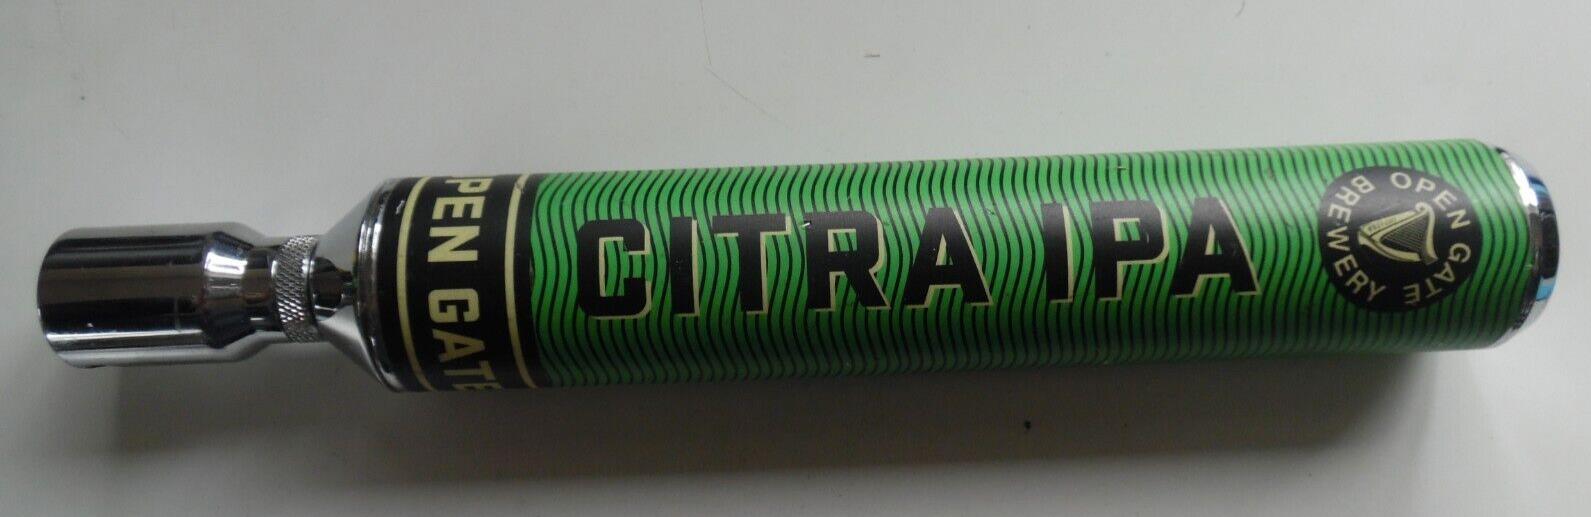 PEN GATE
CITRA IPA
OPEN GATE
BREWERY